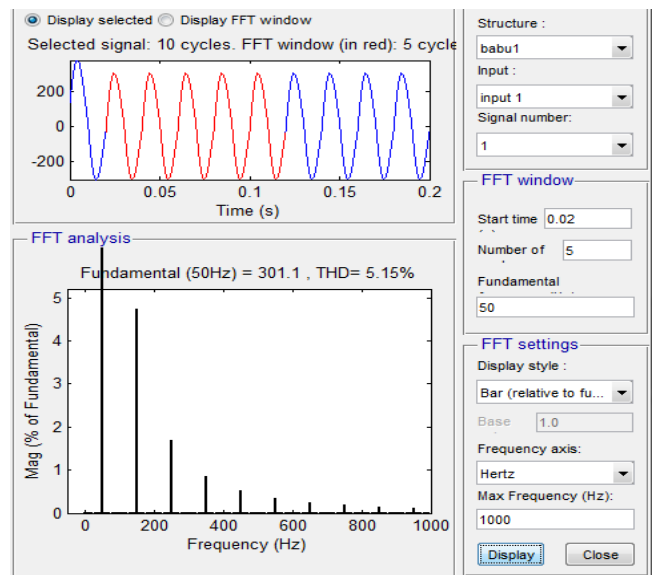 Display selected Display FFT window
Selected signal: 10 cycles. FFT window (in red): 5 cycle
200
0
-200
0 0.05 0.1 0.15 0.2
Time (s)
FFT analysis
Fundamental (50Hz) = 301.1 , THD= 5.15%
5
4
3
2
1
0
Mag (% of Fundamental)
0 200 400 600 800 1000
Frequency (Hz)
Structure :
babu1
Input :
input 1
Signal number:
1
FFT window
Start time 0.02
Number of 5
Fundamental
50
FFT settings
Display style :
Bar (relative to fu...
Base 1.0
Frequency axis:
Hertz
Max Frequency (Hz):
1000
Display Close